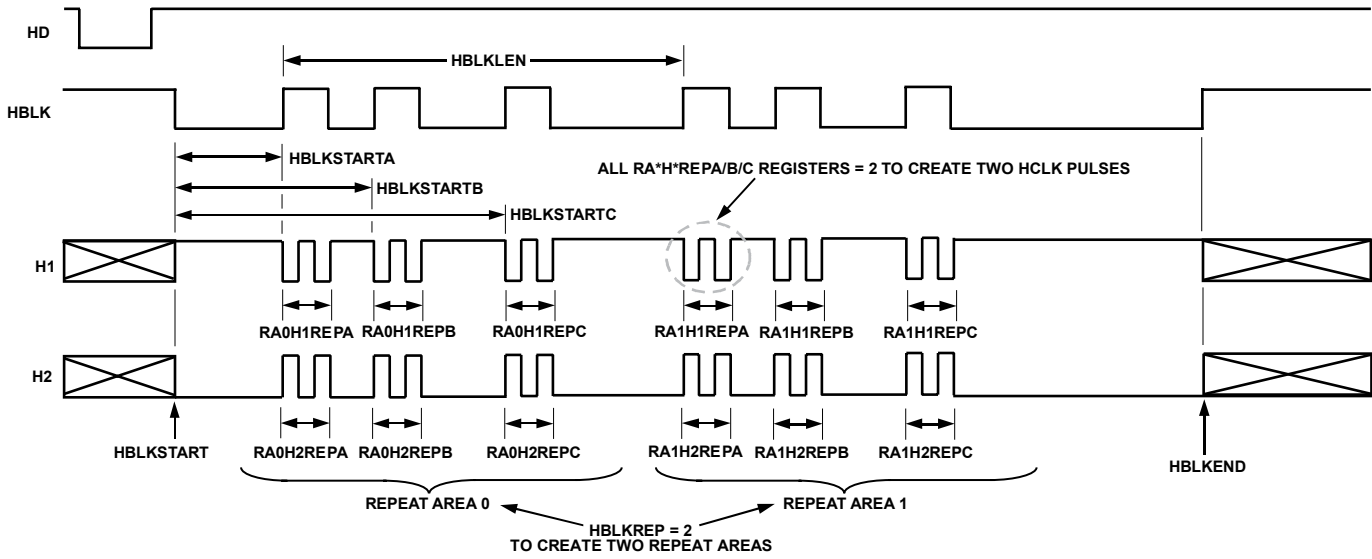 HD
HBLKLEN
HBLK
HBLKSTARTA
ALL RA*H*REPA/B/C REGISTERS = 2 TO CREATE TWO HCLK PULSES
HBLKSTARTB
HBLKSTARTC
H1
RA0H1REPA RA0H1REPB RA0H1REPC RA1H1REPA RA1H1REPB RA1H1REPC
H2
HBLKSTART RA0H2REPA RA0H2REPB RA0H2REPC RA1H2REPA RA1H2REPB RA1H2REPC HBLKEND
REPEAT AREA 0 REPEAT AREA 1
HBLKREP = 2
TO CREATE TWO REPEAT AREAS